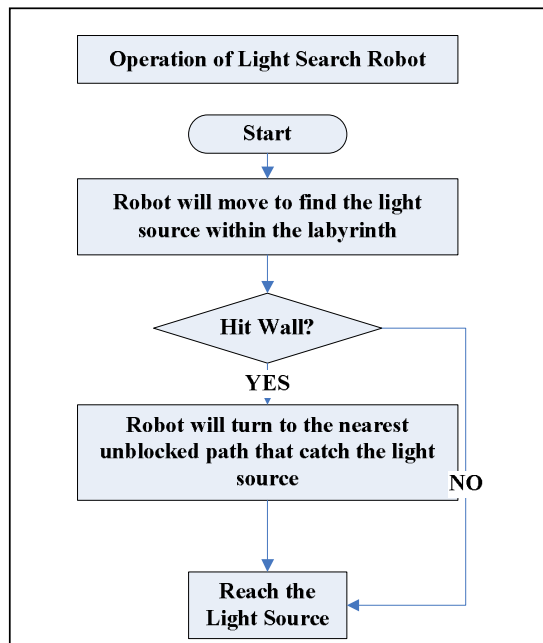 Operation of Light Search Robot
Start
Robot will move to find the light
source within the labyrinth
Hit Wall?
YES
Robot will turn to the nearest
unblocked path that catch the light
source
NO
Reach the
Light Source